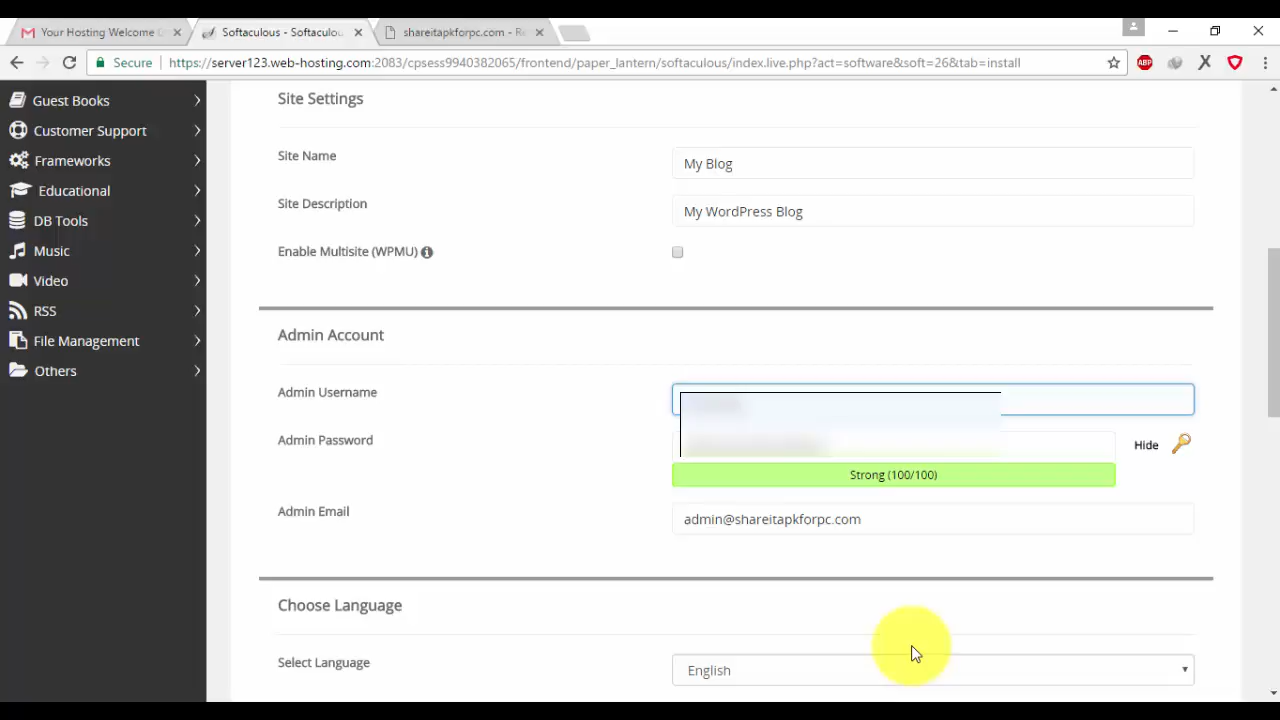 Your Hosting Welcome
Softaculous - Softaculou
shareitapkforpc.com - Re
Secure
https://server123.web-hosting.com:2083/cpsess9940382065/frontend/paper_lantern/softaculous/index.live.php?act=software&soft=26&tab=install
ABP
Guest Books
Customer Support
Frameworks
Educational
DB Tools
Music
Video
RSS
File Management
Others
Site Settings
Site Name
My Blog
Site Description
My WordPress Blog
Enable Multisite (WPMU)
Admin Account
Admin Username
Admin Password
Hide
Strong (100/100)
Admin Email
admin@shareitapkforpc.com
Choose Language
Select Language
English